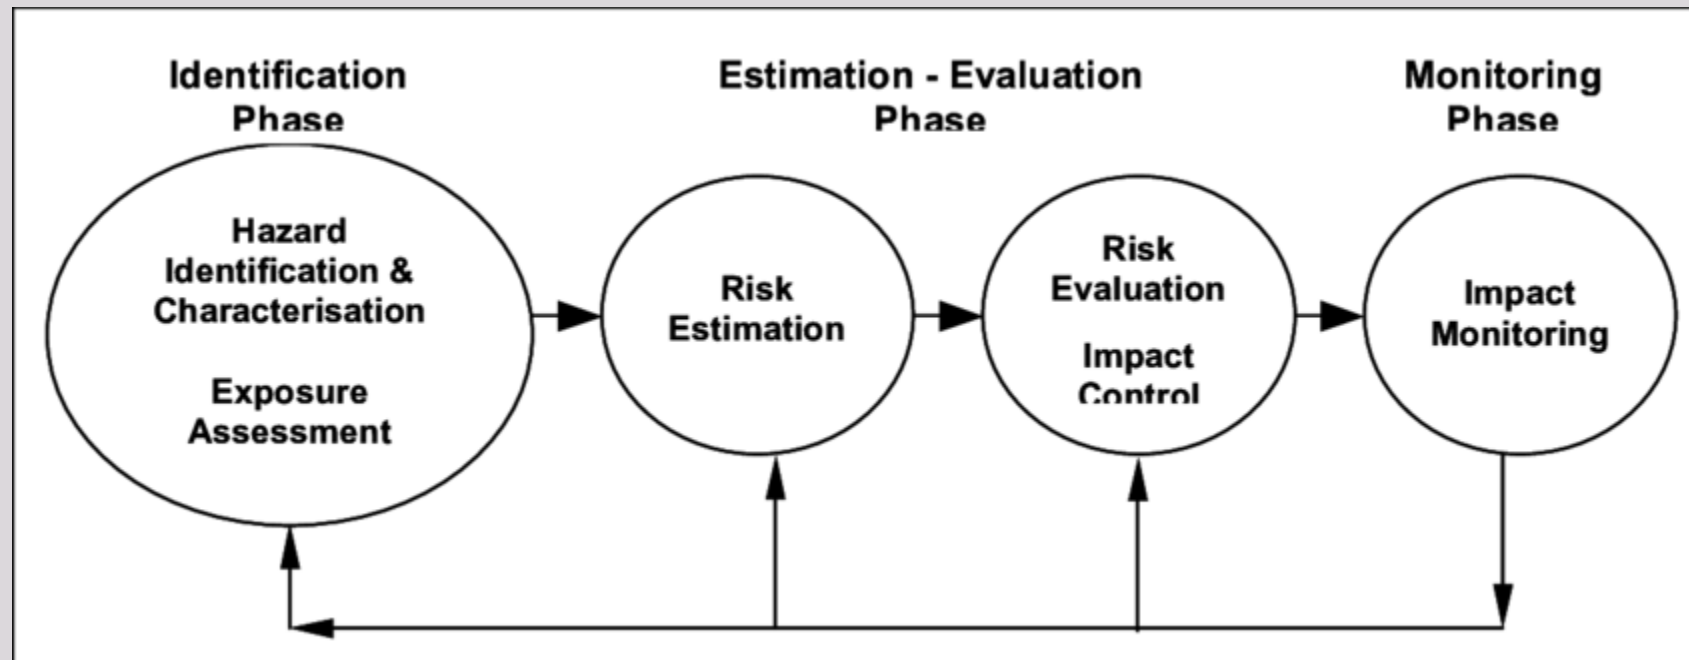 Identification
Phase
Estimation - Evaluation
Phase
Monitoring
Phase
Hazard
Identification &
Characterisation
Exposure
Assessment
Risk
Estimation
Risk
Evaluation
Impact
Control
Impact
Monitoring